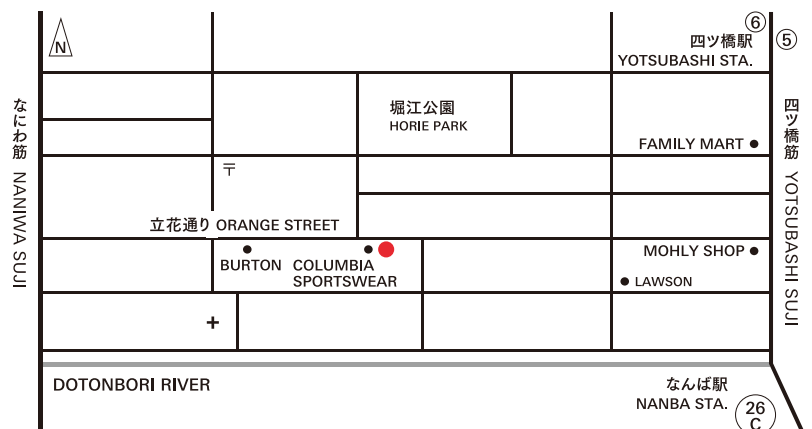 N
四ツ橋駅
YOTSUBASHI STA.
6
5
なにわ筋 NANIWA SUJI
堀江公園
HORIE PARK
四ツ橋筋 YOTSUBASHI SUJI
FAMILY MART
〒
立花通り ORANGE STREET
BURTON
COLUMBIA
SPORTSWEAR
MOHLY SHOP
LAWSON
DOTONBORI RIVER
なんば駅
NANBA STA.
26
C